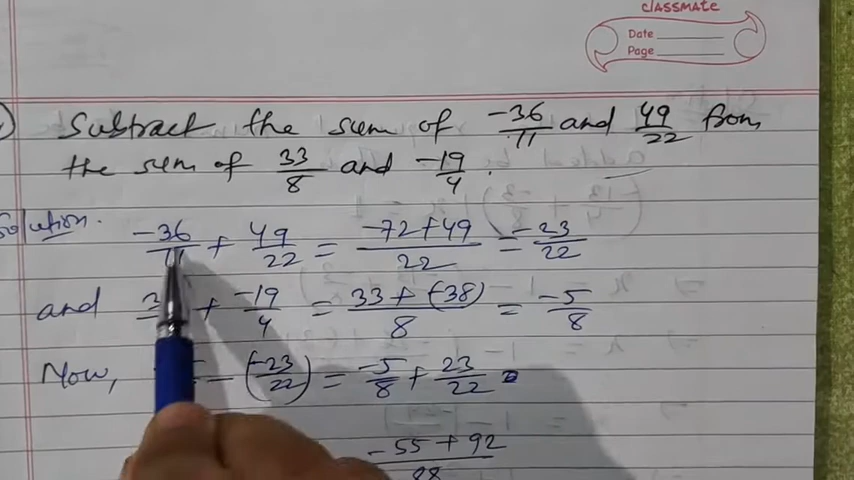 classmate
Date
Page
Subtract the sum of -36/11 and 49/22 from
the sum of 33/8 and -19/4 .
Solution. -36/11 + 49/22 = -72+49/22 = -23/22
and + -19/4 = 33+(-38)/8 = -5/8
Now, - (-23/22) = -5/8 + 23/22 =
-55+92/88